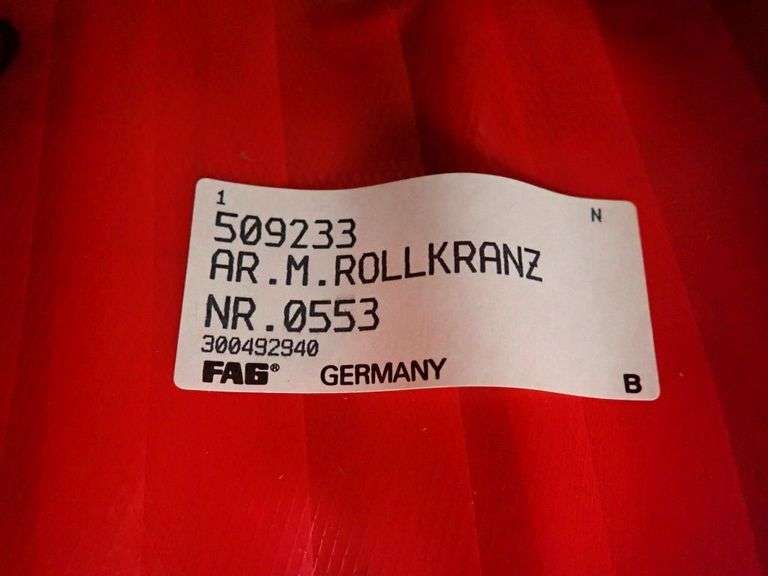 1 N
509233
AR.M.ROLLKRANZ
NR.0553
300492940
FAG® GERMANY B